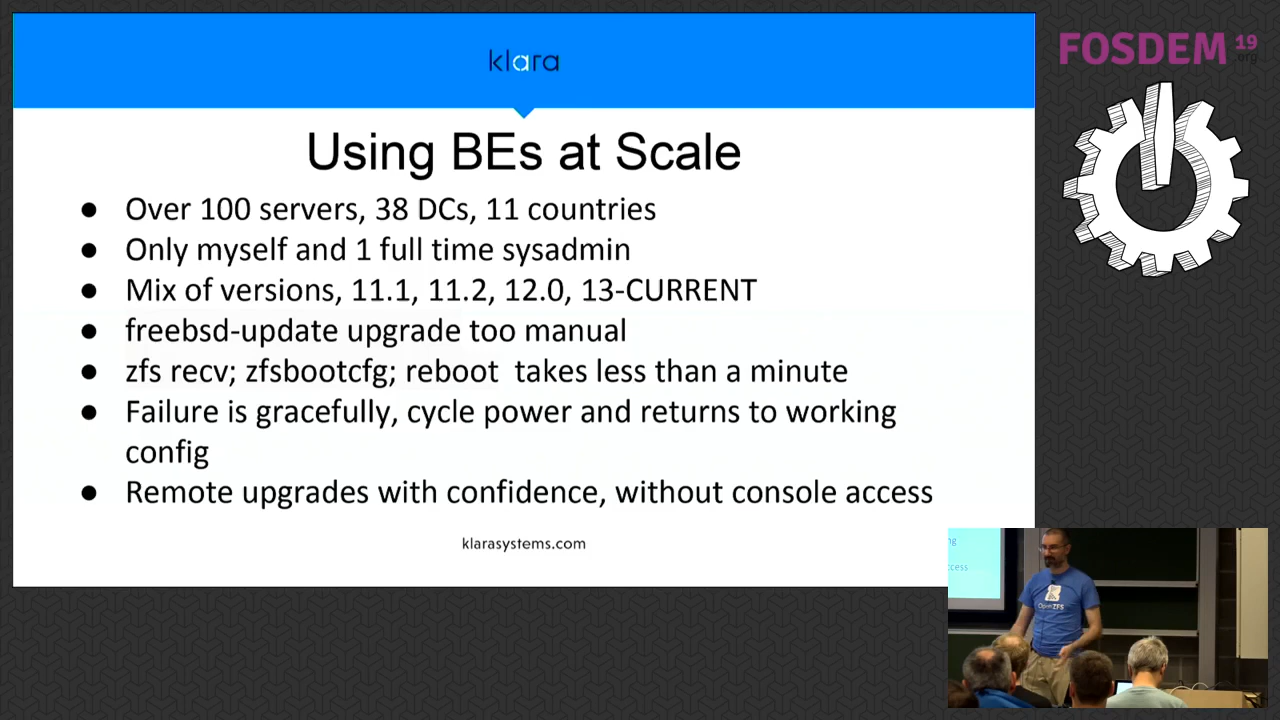 klara
FOSDEM 19
.org
Using BEs at Scale
● Over 100 servers, 38 DCs, 11 countries
● Only myself and 1 full time sysadmin
● Mix of versions, 11.1, 11.2, 12.0, 13-CURRENT
● freebsd-update upgrade too manual
● zfs recv; zfsbootcfg; reboot  takes less than a minute
● Failure is gracefully, cycle power and returns to working
config
● Remote upgrades with confidence, without console access
klarasystems.com
OpenZFS